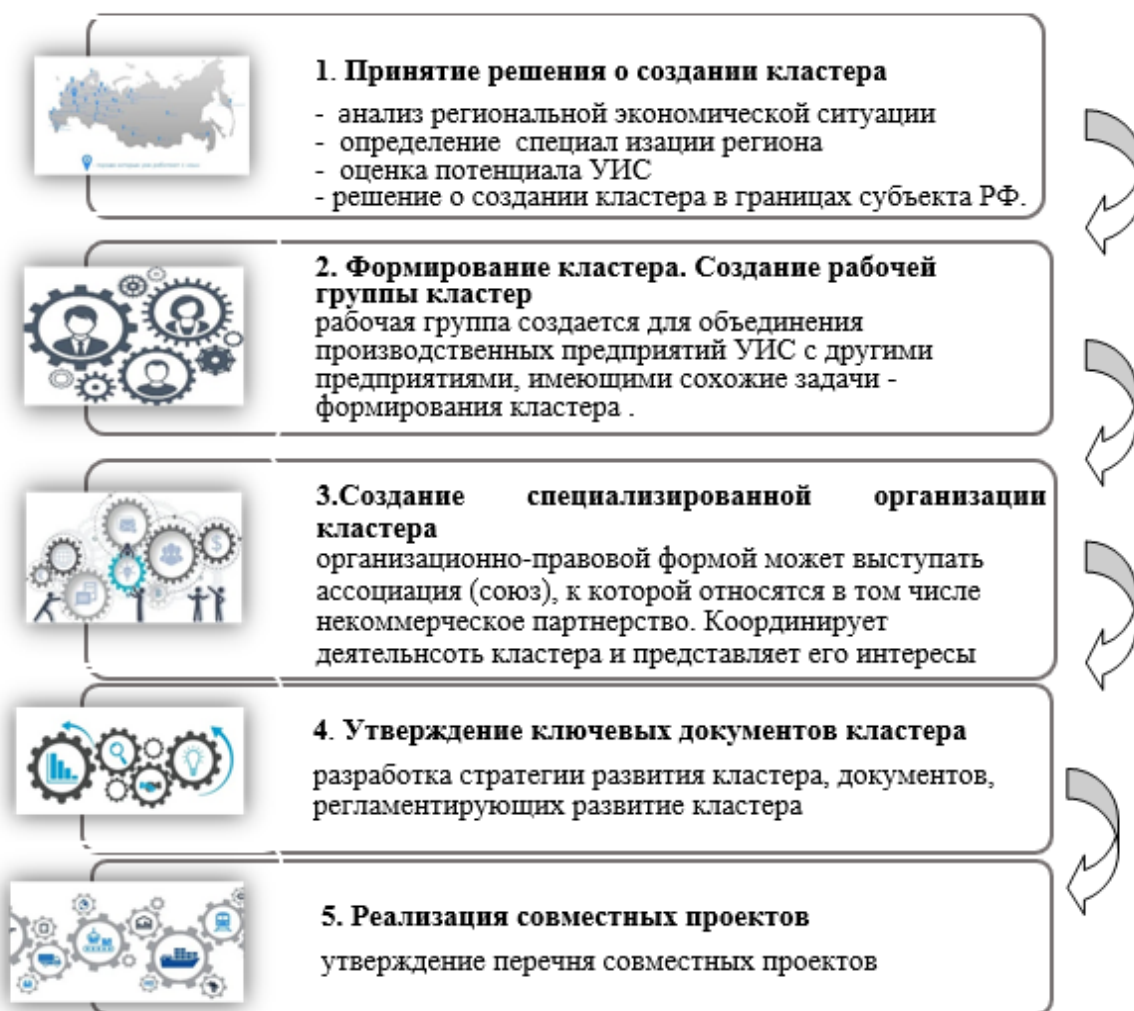 1. Принятие решения о создании кластера
- анализ региональной экономической ситуации
- определение специал изации региона
- оценка потенциала УИС
- решение о создании кластера в границах субъекта РФ.
2. Формирование кластера. Создание рабочей
группы кластер
рабочая группа создается для объединения
производственных предприятий УИС с другими
предприятиями, имеющими сохожие задачи -
формирования кластера .
3.Создание специализированной организации
кластера
организационно-правовой формой может выступать
ассоциация (союз), к которой относятся в том числе
некоммерческое партнерство. Координирует
деятельнсоть кластера и представляет его интересы
4. Утверждение ключевых документов кластера
разработка стратегии развития кластера, документов,
регламентирующих развитие кластера
5. Реализация совместных проектов
утверждение перечня совместных проектов